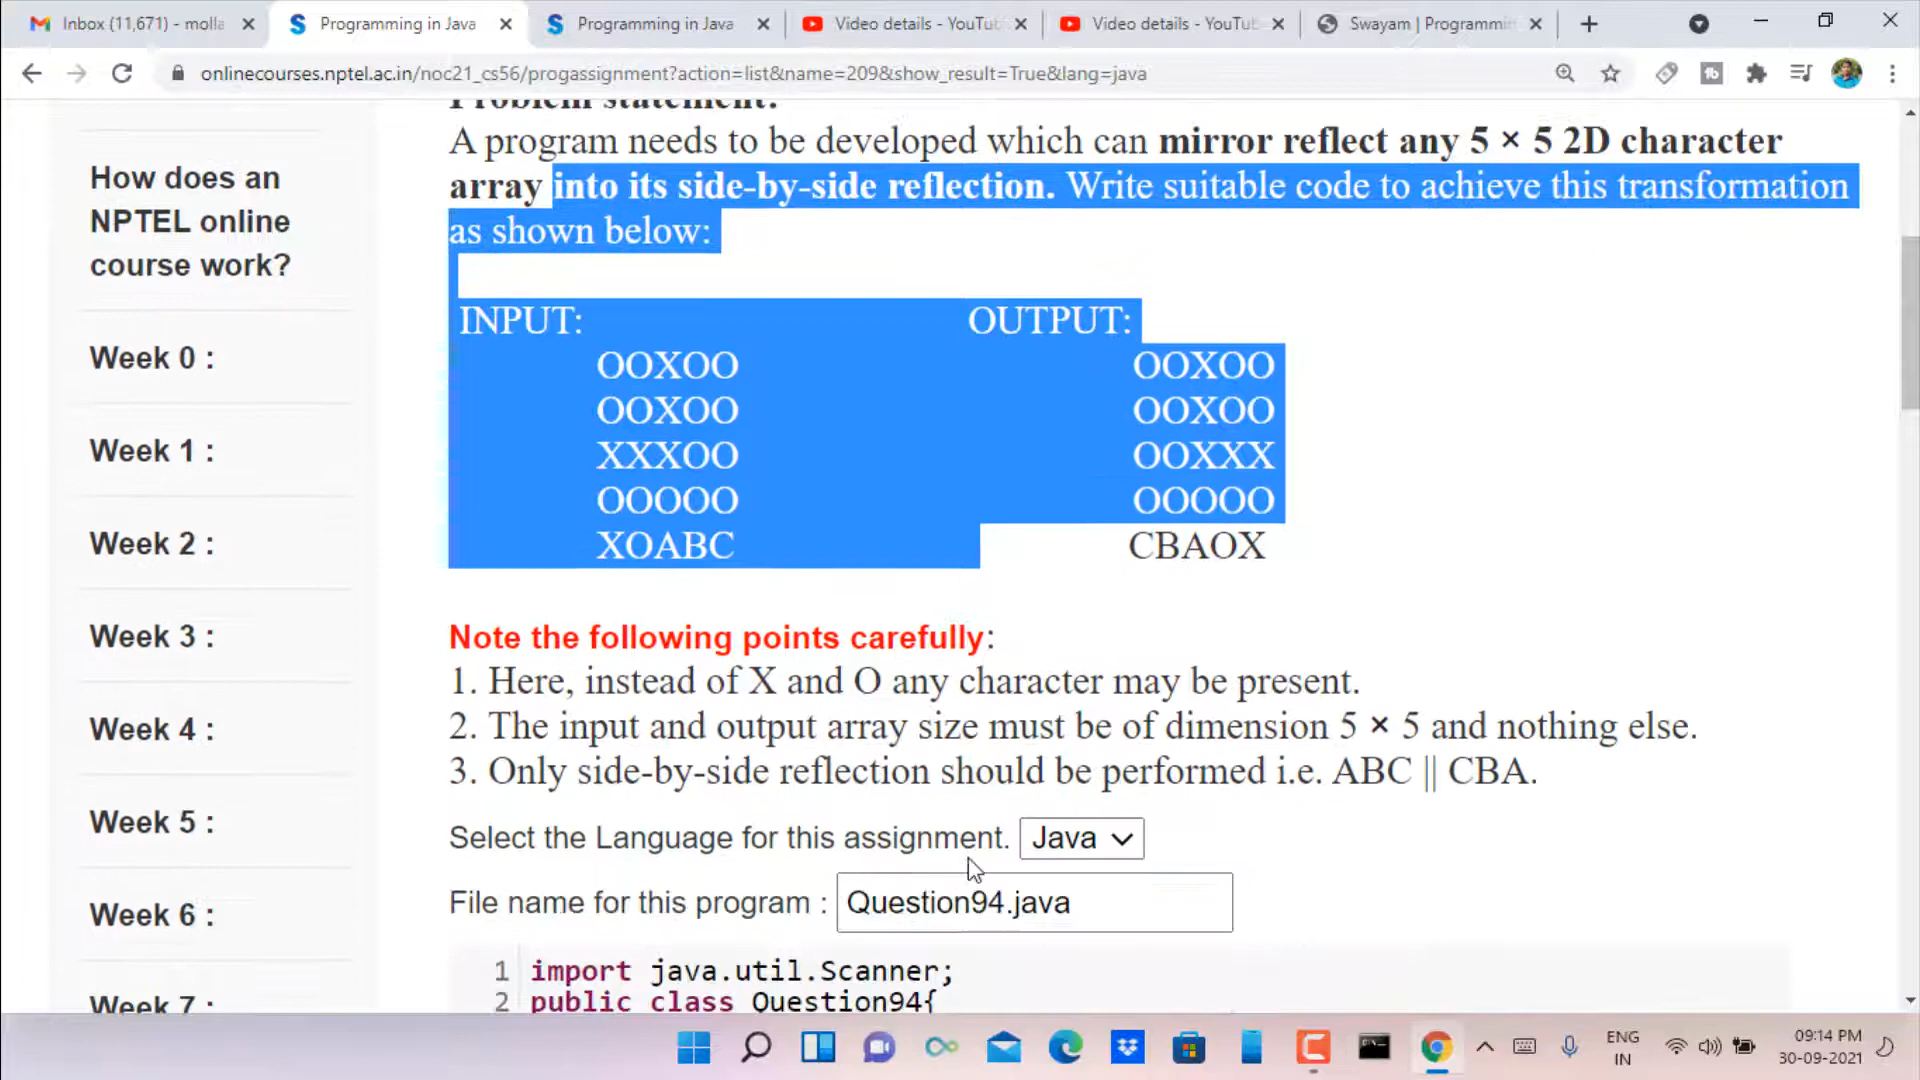 Inbox (11,671) - molla
Programming in Java
Programming in Java
Video details - YouTub
Video details - YouTub
Swayam | Programmin
onlinecourses.nptel.ac.in/noc21_cs56/progassignment?action=list&name=209&show_result=True&lang=java
How does an
NPTEL online
course work?
Week 0 :
Week 1 :
Week 2 :
Week 3 :
Week 4 :
Week 5 :
Week 6 :
Week 7 :
Problem statement:
A program needs to be developed which can mirror reflect any 5 × 5 2D character
array into its side-by-side reflection. Write suitable code to achieve this transformation
as shown below:
INPUT: OUTPUT:
OOXOO OOXOO
OOXOO OOXOO
XXXOO OOXXX
OOOOO OOOOO
XOABC CBAOX
Note the following points carefully:
1. Here, instead of X and O any character may be present.
2. The input and output array size must be of dimension 5 × 5 and nothing else.
3. Only side-by-side reflection should be performed i.e. ABC || CBA.
Select the Language for this assignment. Java
File name for this program : Question94.java
1 import java.util.Scanner;
2 public class Question94{
ENG
IN
09:14 PM
30-09-2021